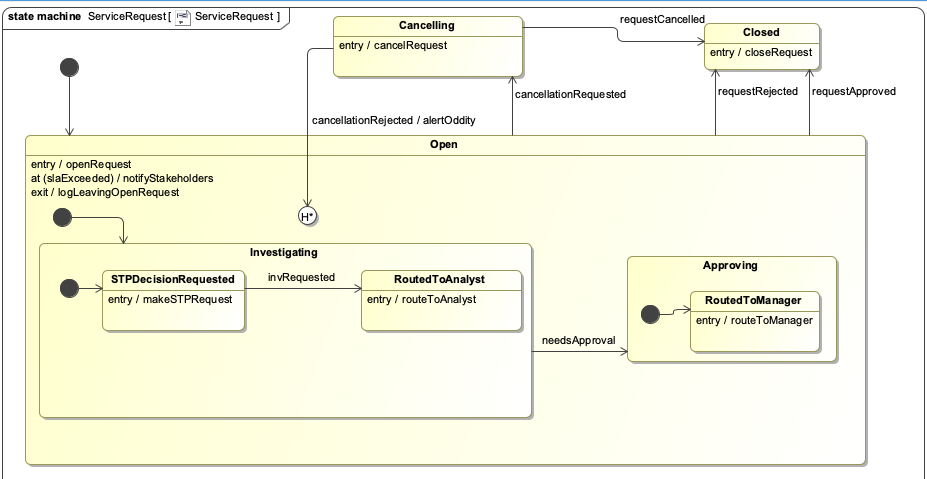 state machine ServiceRequest[ ServiceRequest ]
Cancelling
entry / cancelRequest
requestCancelled
Closed
entry / closeRequest
cancellationRequested
requestRejected
requestApproved
cancellationRejected / alertOddity
Open
entry / openRequest
at (slaExceeded) / notifyStakeholders
exit / logLeavingOpenRequest
H*
Investigating
STPDecisionRequested
entry / makeSTPRequest
invRequested
RoutedToAnalyst
entry / routeToAnalyst
needsApproval
Approving
RoutedToManager
entry / routeToManager